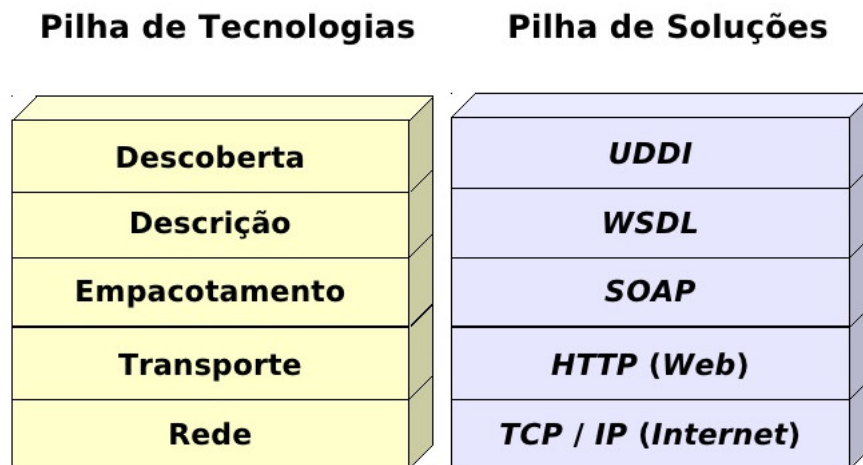 Pilha de Tecnologias
Pilha de Soluções
Descoberta
UDDI
Descrição
WSDL
Empacotamento
SOAP
Transporte
HTTP (Web)
Rede
TCP / IP (Internet)